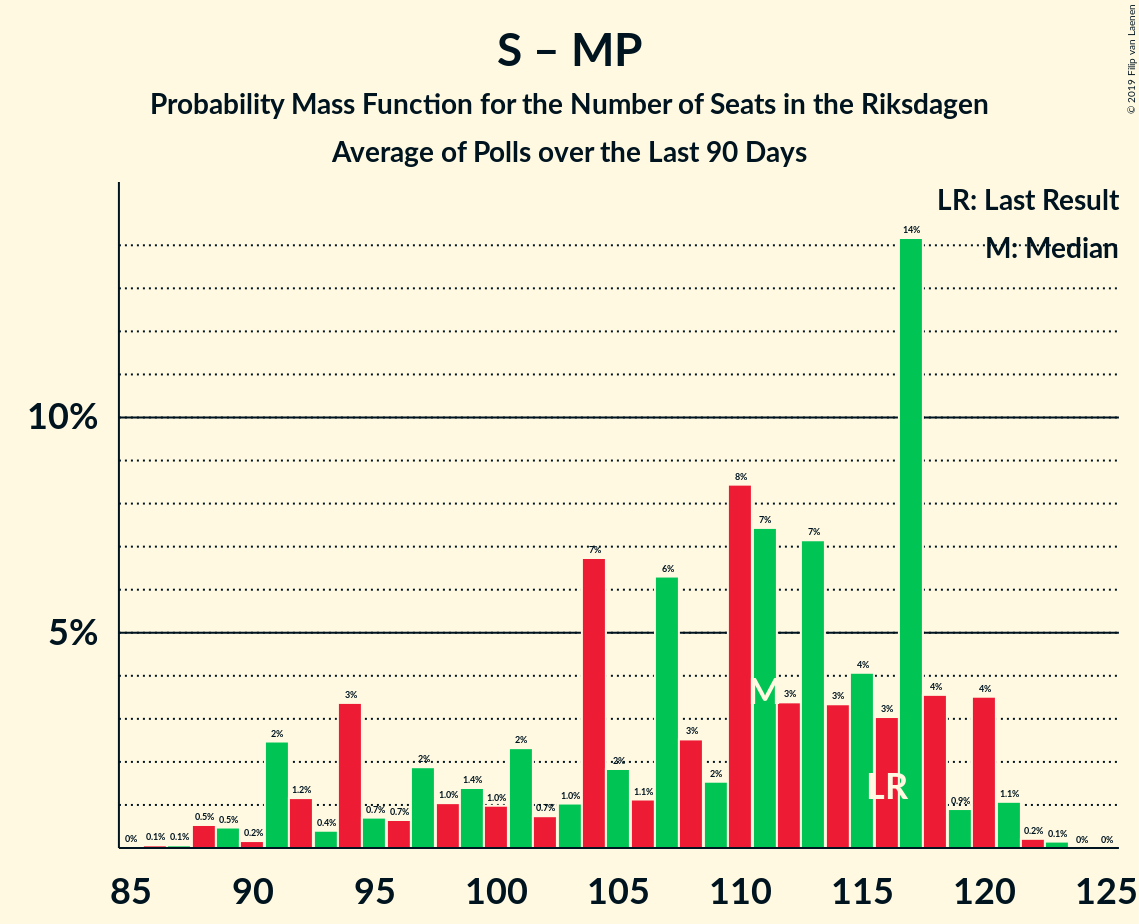 © 2019 Filip van Laenen
S – MP
Probability Mass Function for the Number of Seats in the Riksdagen
Average of Polls over the Last 90 Days
LR: Last Result
M: Median
10%
5%
0% 0.1% 0.1% 0.5% 0.5% 0.2% 2% 1.2% 0.4% 3% 0.7% 0.7% 2% 1.0% 1.4% 1.0% 2% 0.7% 1.0% 7% 2% 1.1% 6% 3% 2% 8% 7% 3% 7% 3% 4% 3% 14% 4% 0.9% 4% 1.1% 0.2% 0.1% 0% 0%
M
LR
85 90 95 100 105 110 115 120 125